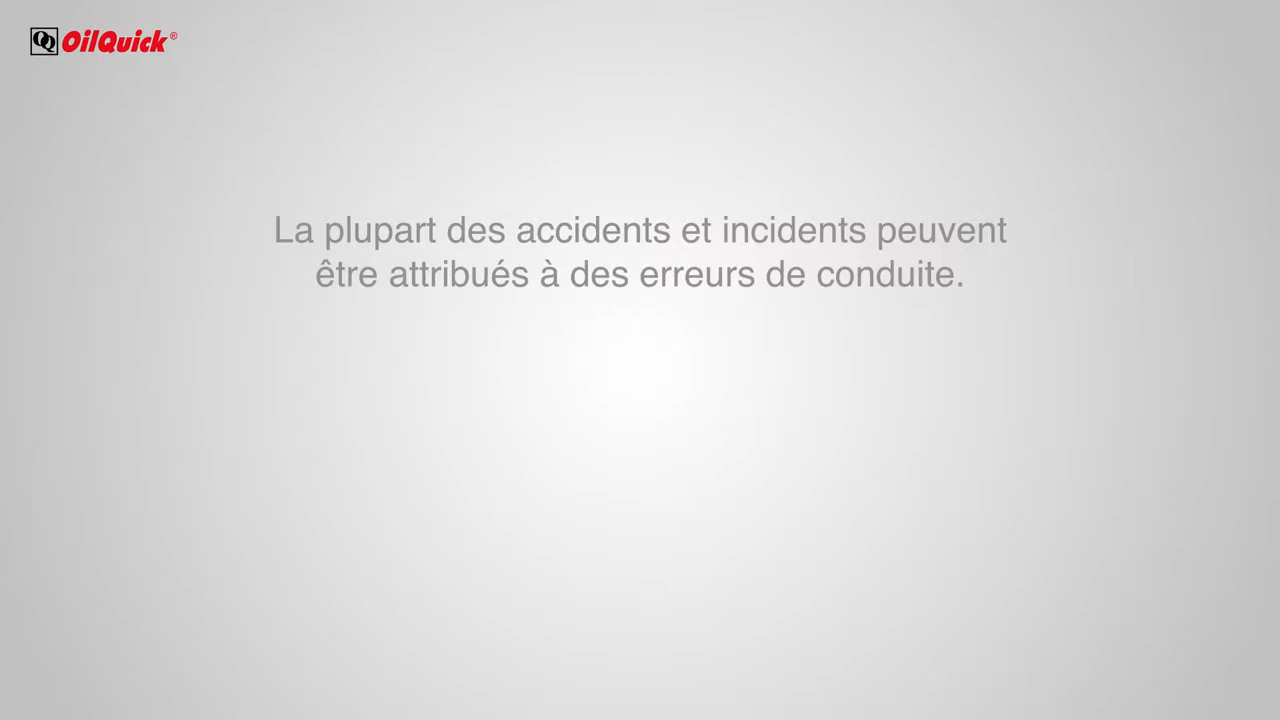 OilQuick®
La plupart des accidents et incidents peuvent
être attribués à des erreurs de conduite.